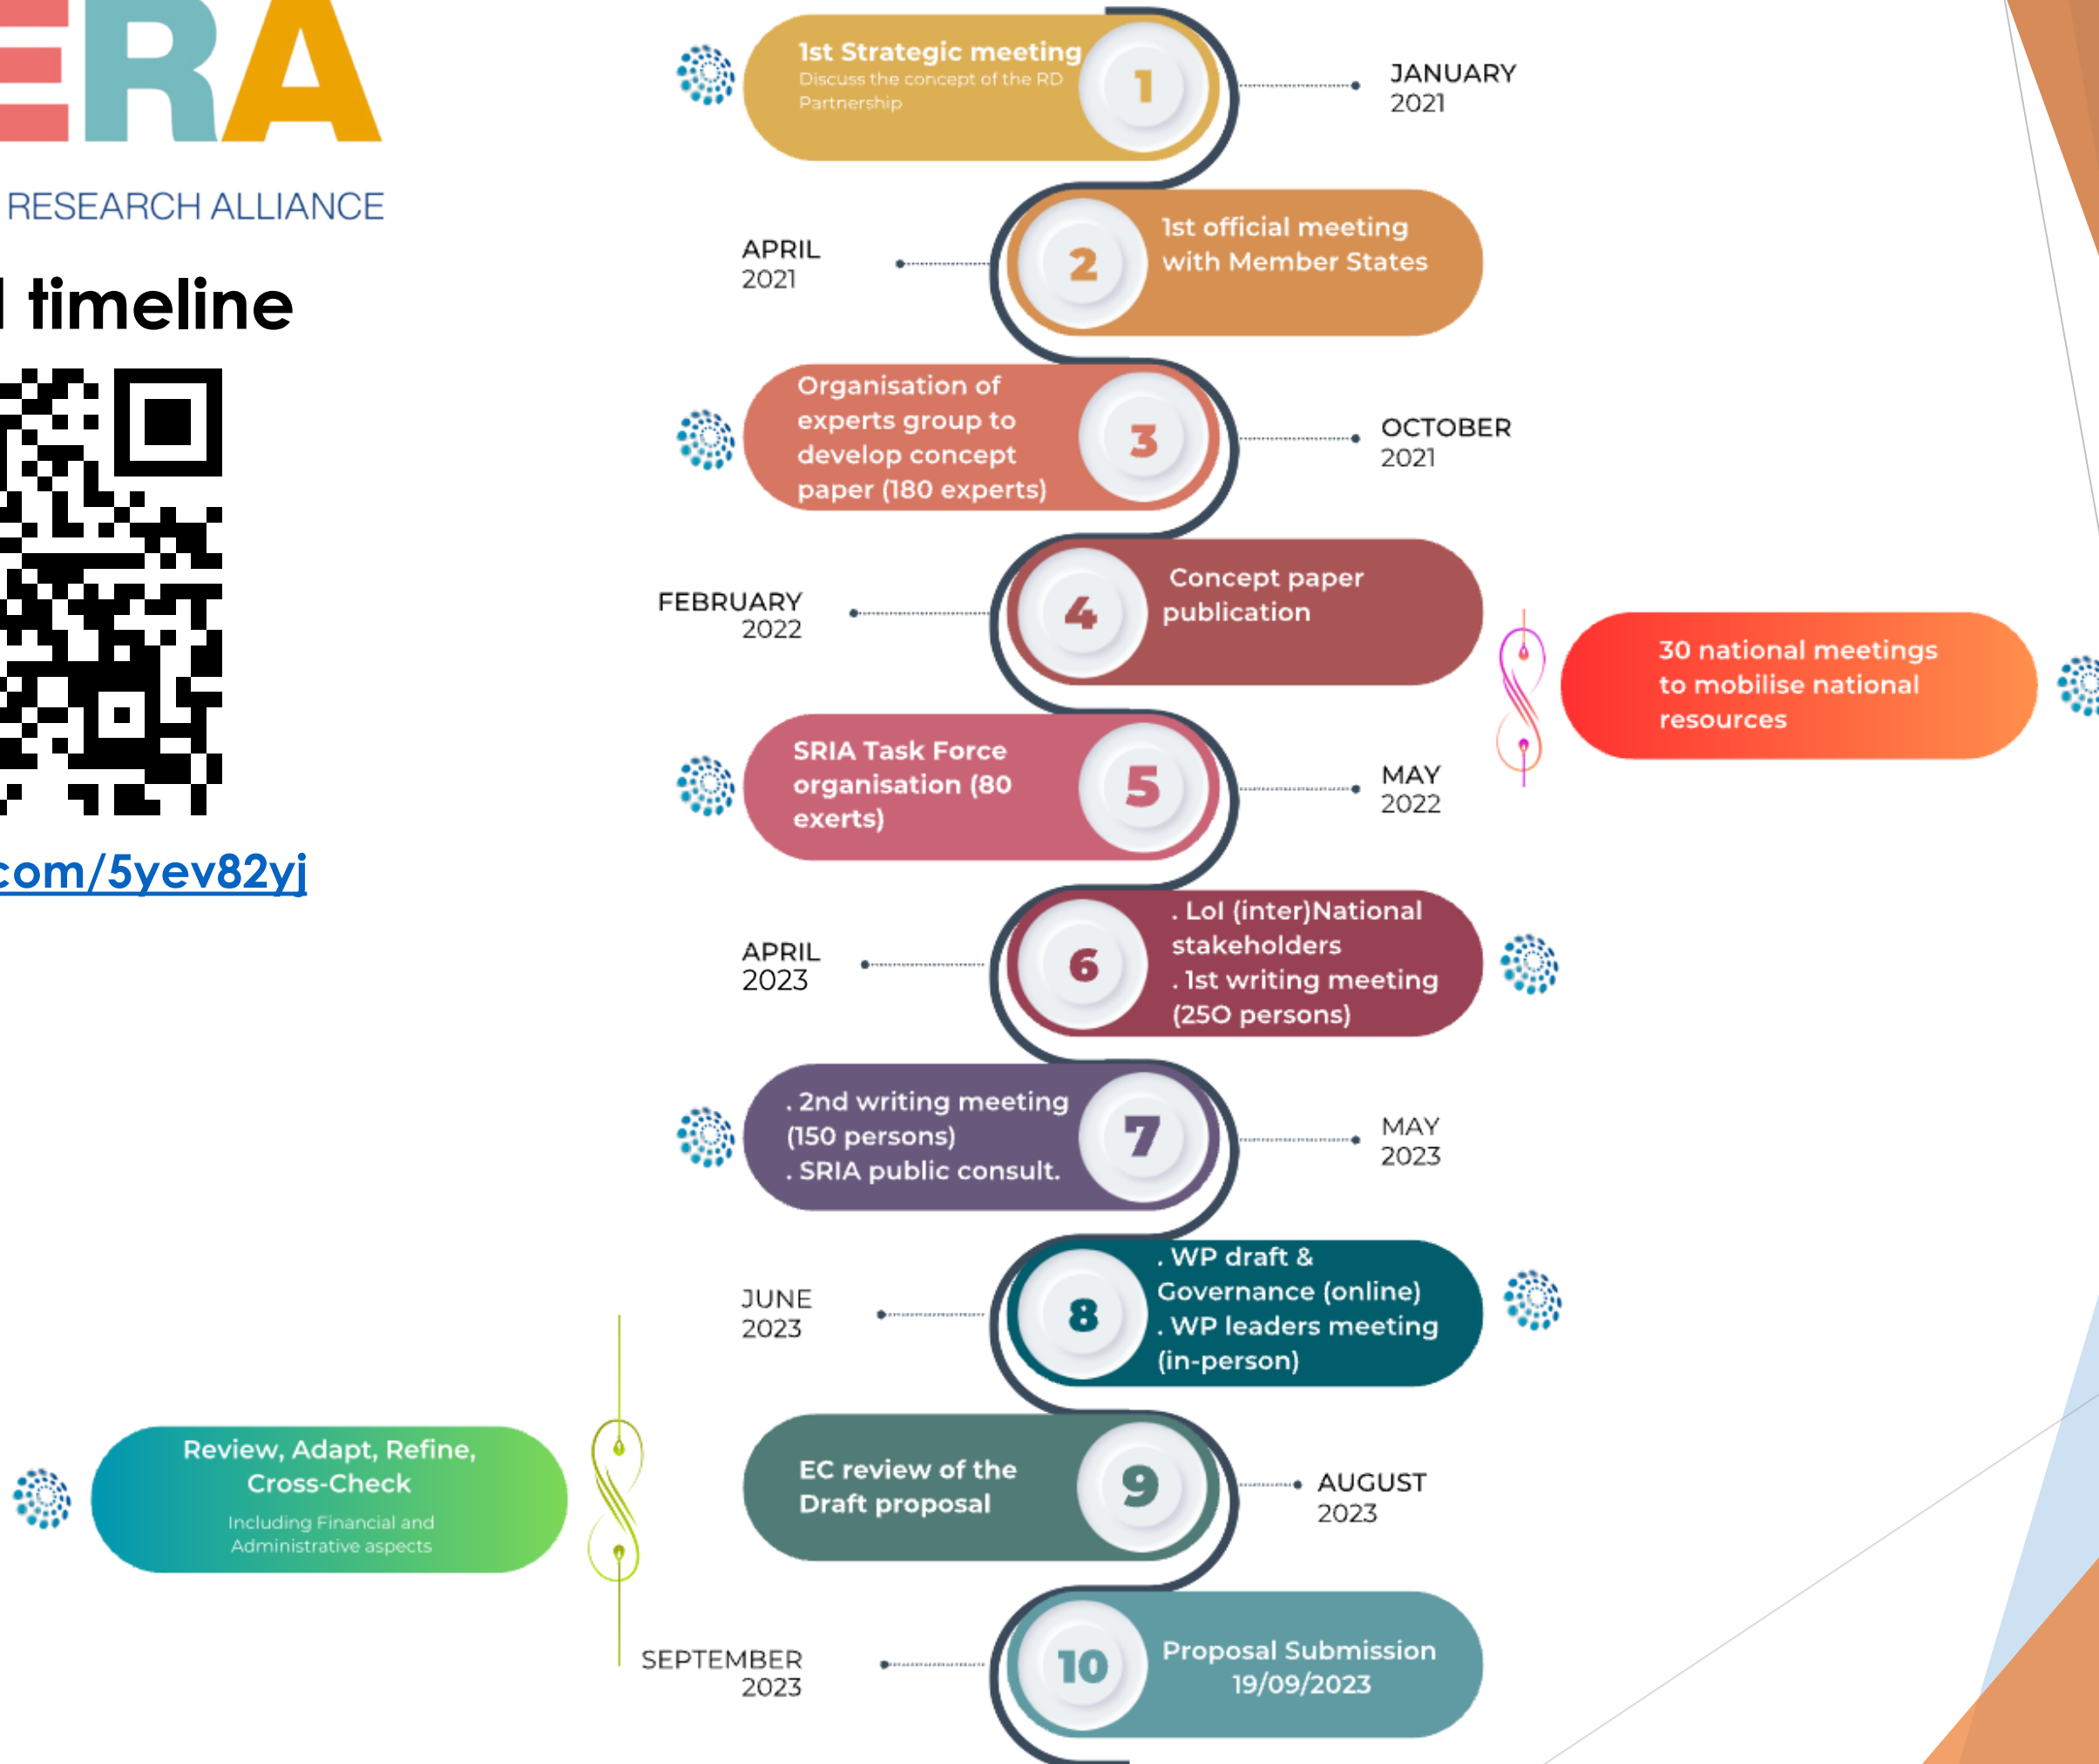 ERA
RESEARCH ALLIANCE
timeline
com/5yev82yj
1st Strategic meeting
Discuss the concept of the RD
Partnership
1
JANUARY
2021
APRIL
2021
2
1st official meeting
with Member States
Organisation of
experts group to
develop concept
paper (180 experts)
3
OCTOBER
2021
FEBRUARY
2022
4
Concept paper
publication
30 national meetings
to mobilise national
resources
SRIA Task Force
organisation (80
exerts)
5
MAY
2022
APRIL
2023
6
. LoI (inter)National
stakeholders
. 1st writing meeting
(25O persons)
. 2nd writing meeting
(150 persons)
. SRIA public consult.
7
MAY
2023
JUNE
2023
8
. WP draft &
Governance (online)
. WP leaders meeting
(in-person)
Review, Adapt, Refine,
Cross-Check
Including Financial and
Administrative aspects
EC review of the
Draft proposal
9
AUGUST
2023
SEPTEMBER
2023
10
Proposal Submission
19/09/2023